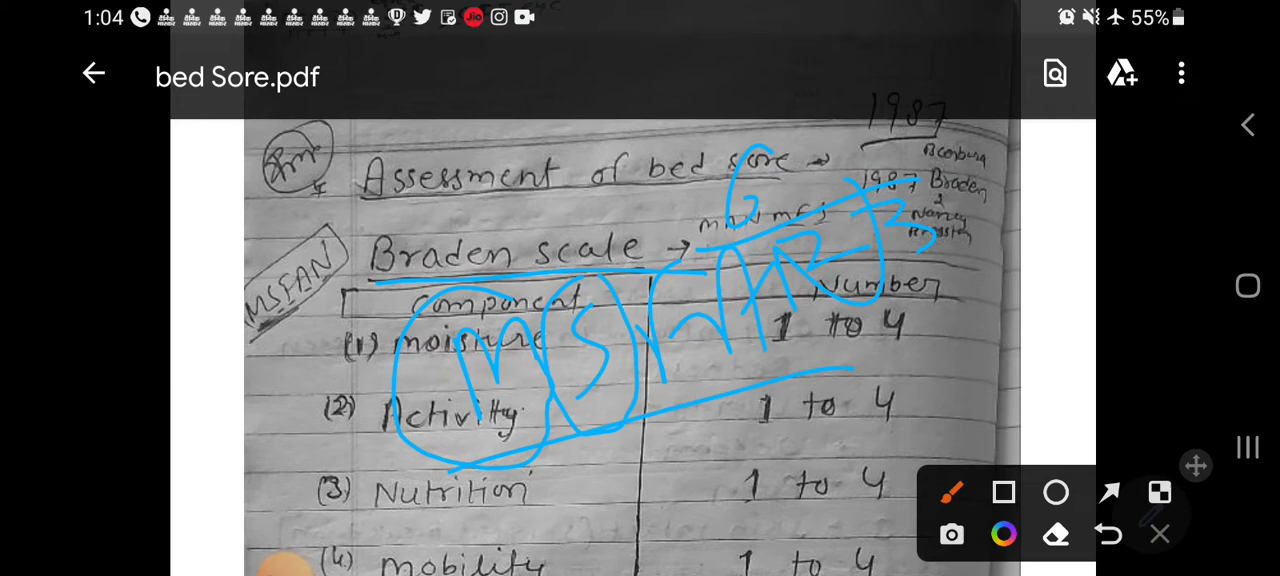 1:04
55%
bed Sore.pdf
Jio
1987
Assessment of bed sore →
1987 Braden
&
Nancy
MSFAN
Braden scale →
component Number
(1) moisture 1 to 4
(2) Activity 1 to 4
(3) Nutrition 1 to 4
(4) mobility 1 to 4